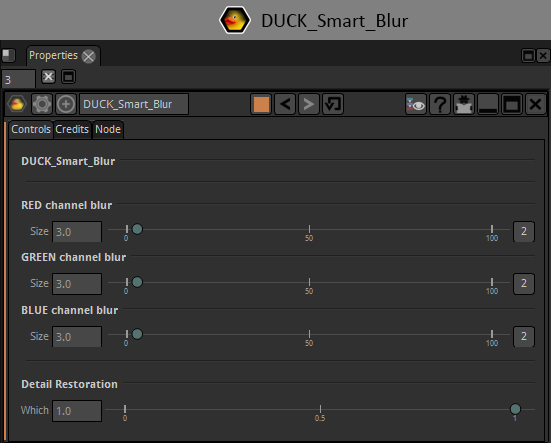 DUCK_Smart_Blur
Properties
3
DUCK_Smart_Blur
?
Controls Credits Node
DUCK_Smart_Blur
RED channel blur
Size 3.0 0 50 100 2
GREEN channel blur
Size 3.0 0 50 100 2
BLUE channel blur
Size 3.0 0 50 100 2
Detail Restoration
Which 1.0 0 0.5 1